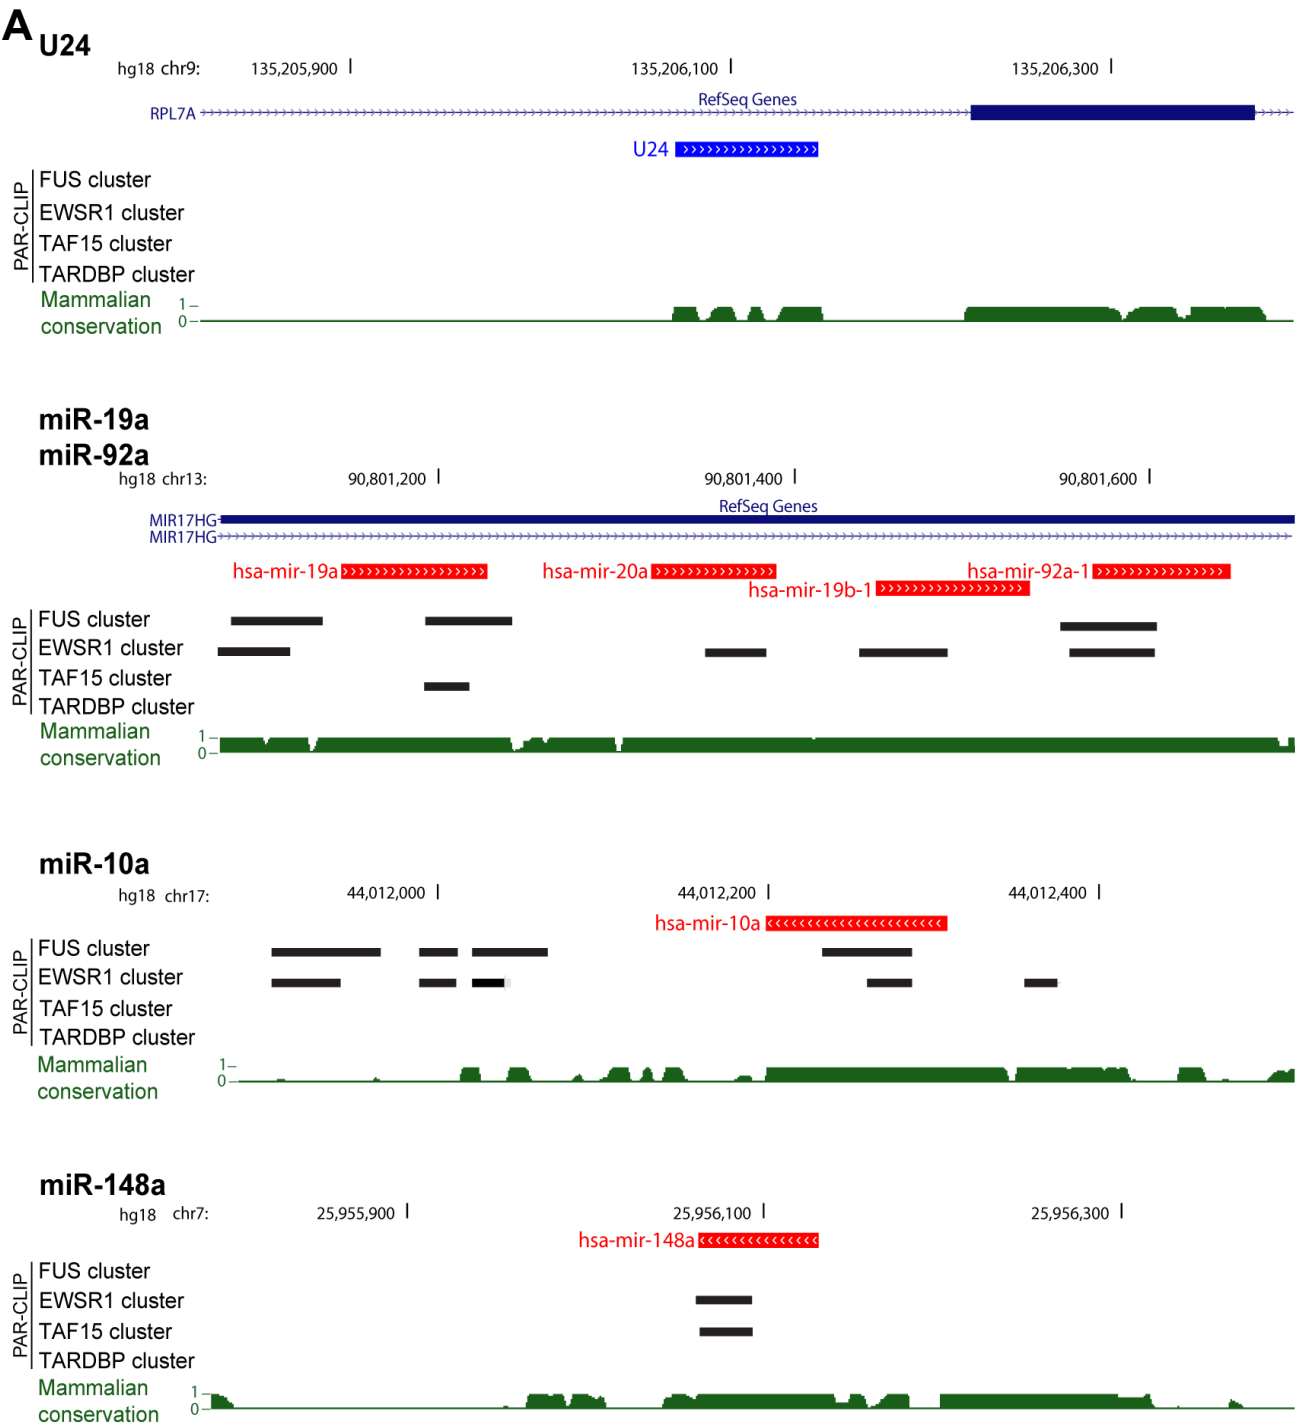 A
U24
hg18 chr9: 135,205,900 135,206,100 135,206,300
RefSeq Genes
RPL7A
U24
PAR-CLIP
FUS cluster
EWSR1 cluster
TAF15 cluster
TARDBP cluster
Mammalian conservation
1
0
miR-19a
miR-92a
hg18 chr13: 90,801,200 90,801,400 90,801,600
RefSeq Genes
MIR17HG
MIR17HG
hsa-mir-19a hsa-mir-20a hsa-mir-92a-1
hsa-mir-19b-1
PAR-CLIP
FUS cluster
EWSR1 cluster
TAF15 cluster
TARDBP cluster
Mammalian conservation
1
0
miR-10a
hg18 chr17: 44,012,000 44,012,200 44,012,400
hsa-mir-10a
PAR-CLIP
FUS cluster
EWSR1 cluster
TAF15 cluster
TARDBP cluster
Mammalian conservation
1
0
miR-148a
hg18 chr7: 25,955,900 25,956,100 25,956,300
hsa-mir-148a
PAR-CLIP
FUS cluster
EWSR1 cluster
TAF15 cluster
TARDBP cluster
Mammalian conservation
1
0